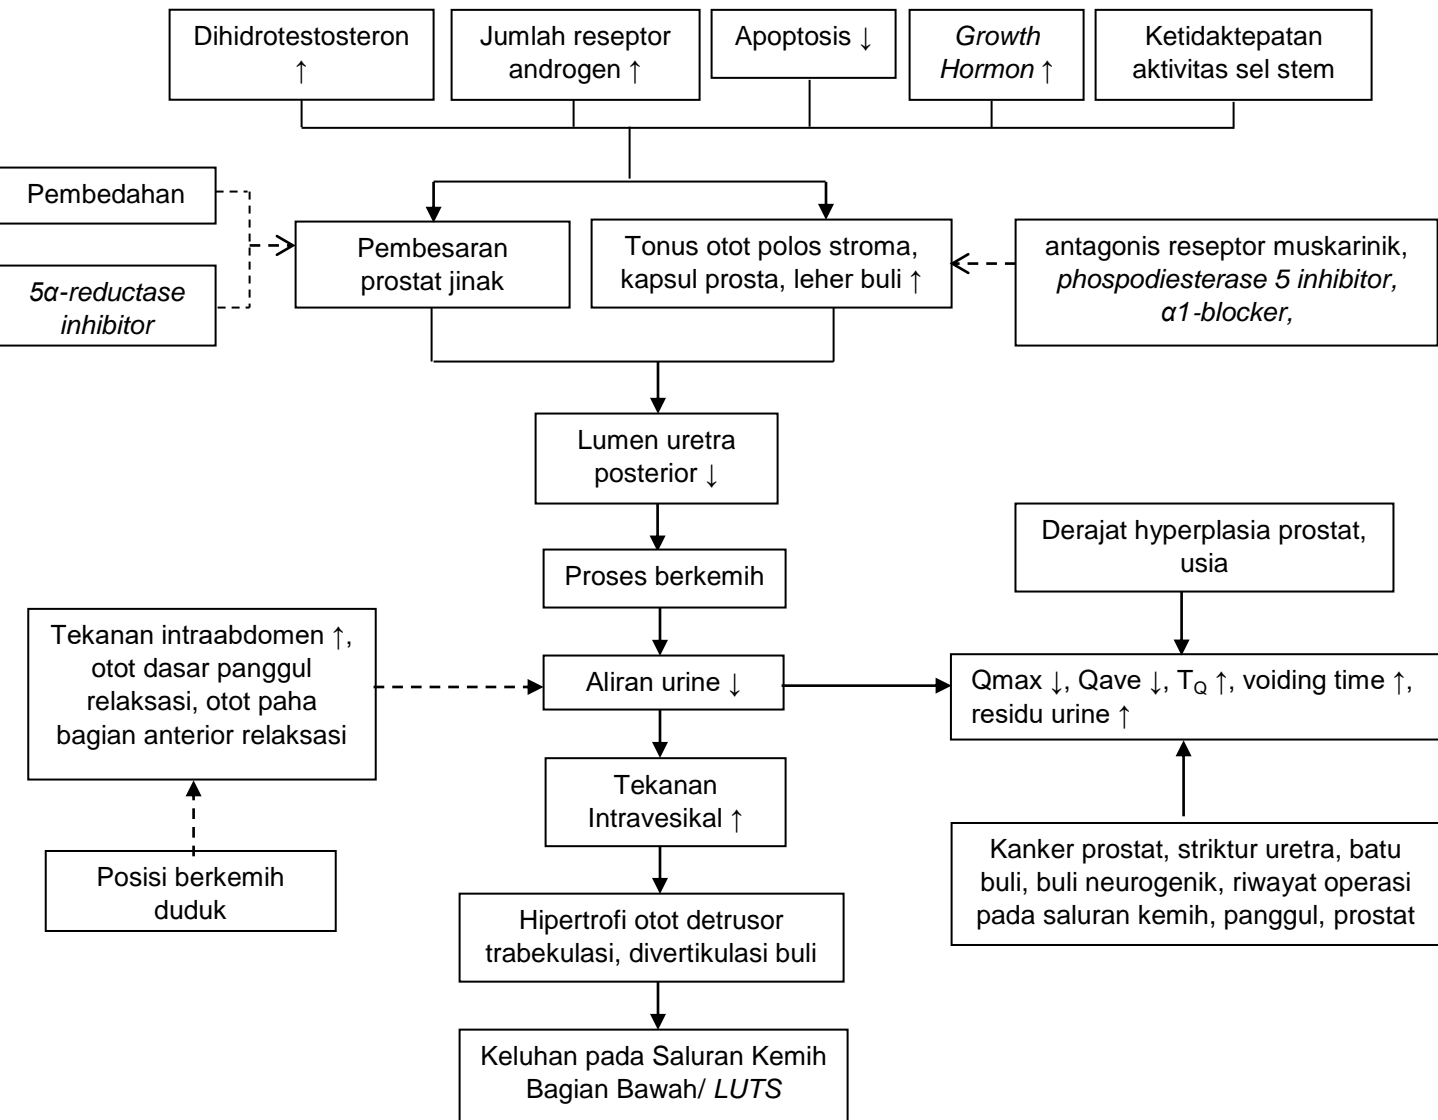 Dihidrotestosteron
↑
Jumlah reseptor
androgen ↑
Apoptosis ↓
Growth
Hormon ↑
Ketidaktepatan
aktivitas sel stem
Pembedahan
5α-reductase
inhibitor
Pembesaran
prostat jinak
Tonus otot polos stroma,
kapsul prosta, leher buli ↑
antagonis reseptor muskarinik,
phospodiesterase 5 inhibitor,
α1-blocker,
Lumen uretra
posterior ↓
Proses berkemih
Derajat hyperplasia prostat,
usia
Tekanan intraabdomen ↑,
otot dasar panggul
relaksasi, otot paha
bagian anterior relaksasi
Aliran urine ↓
Qmax ↓, Qave ↓, TQ ↑, voiding time ↑,
residu urine ↑
Tekanan
Intravesikal ↑
Posisi berkemih
duduk
Kanker prostat, striktur uretra, batu
buli, buli neurogenik, riwayat operasi
pada saluran kemih, panggul, prostat
Hipertrofi otot detrusor
trabekulasi, divertikulasi buli
Keluhan pada Saluran Kemih
Bagian Bawah/ LUTS